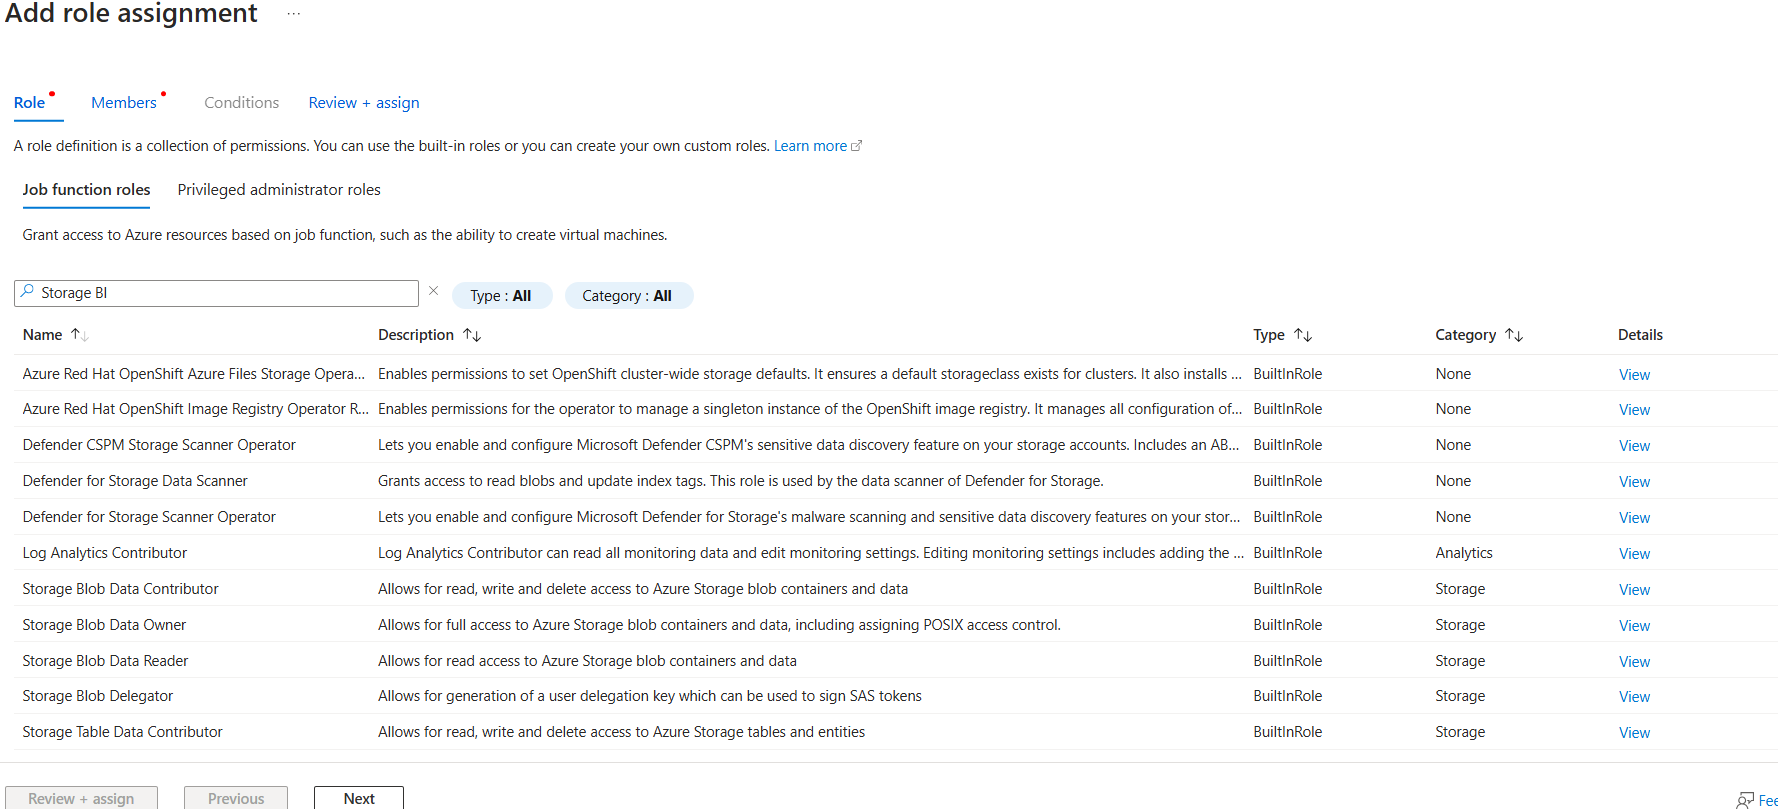 Add role assignment ...
Role Members Conditions Review + assign
A role definition is a collection of permissions. You can use the built-in roles or you can create your own custom roles. Learn more
Job function roles Privileged administrator roles
Grant access to Azure resources based on job function, such as the ability to create virtual machines.
Storage Bl Type : All Category : All
Name Description Type Category Details
Azure Red Hat OpenShift Azure Files Storage Opera... Enables permissions to set OpenShift cluster-wide storage defaults. It ensures a default storageclass exists for clusters. It also installs ... BuiltInRole None View
Azure Red Hat OpenShift Image Registry Operator R... Enables permissions for the operator to manage a singleton instance of the OpenShift image registry. It manages all configuration of... BuiltInRole None View
Defender CSPM Storage Scanner Operator Lets you enable and configure Microsoft Defender CSPM's sensitive data discovery feature on your storage accounts. Includes an AB... BuiltInRole None View
Defender for Storage Data Scanner Grants access to read blobs and update index tags. This role is used by the data scanner of Defender for Storage. BuiltInRole None View
Defender for Storage Scanner Operator Lets you enable and configure Microsoft Defender for Storage's malware scanning and sensitive data discovery features on your stor... BuiltInRole None View
Log Analytics Contributor Log Analytics Contributor can read all monitoring data and edit monitoring settings. Editing monitoring settings includes adding the ... BuiltInRole Analytics View
Storage Blob Data Contributor Allows for read, write and delete access to Azure Storage blob containers and data BuiltInRole Storage View
Storage Blob Data Owner Allows for full access to Azure Storage blob containers and data, including assigning POSIX access control. BuiltInRole Storage View
Storage Blob Data Reader Allows for read access to Azure Storage blob containers and data BuiltInRole Storage View
Storage Blob Delegator Allows for generation of a user delegation key which can be used to sign SAS tokens BuiltInRole Storage View
Storage Table Data Contributor Allows for read, write and delete access to Azure Storage tables and entities BuiltInRole Storage View
Review + assign Previous Next Fee